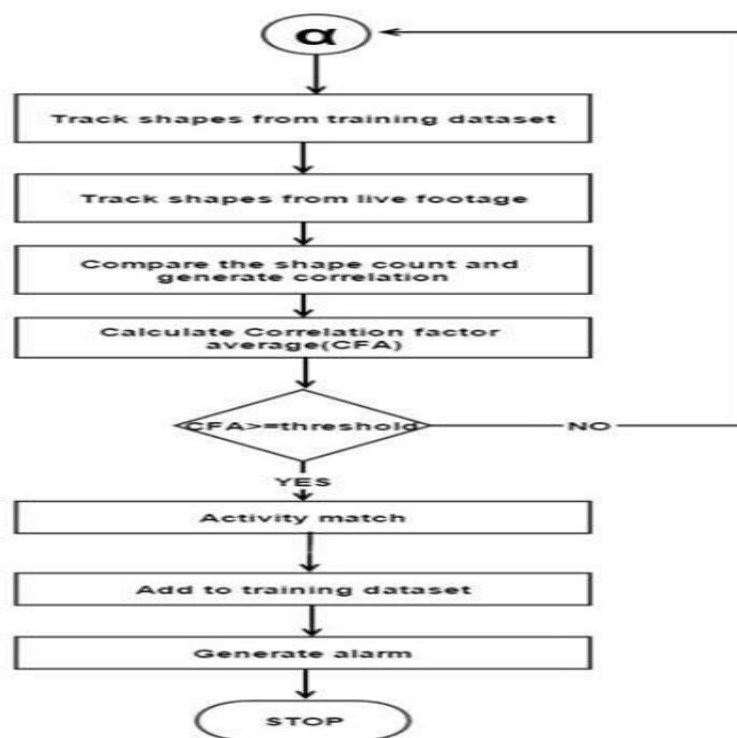 α
Track shapes from training dataset
Track shapes from live footage
Compare the shape count and
generate correlation
Calculate Correlation factor
average(CFA)
CFA>=threshold
NO
YES
Activity match
Add to training dataset
Generate alarm
STOP